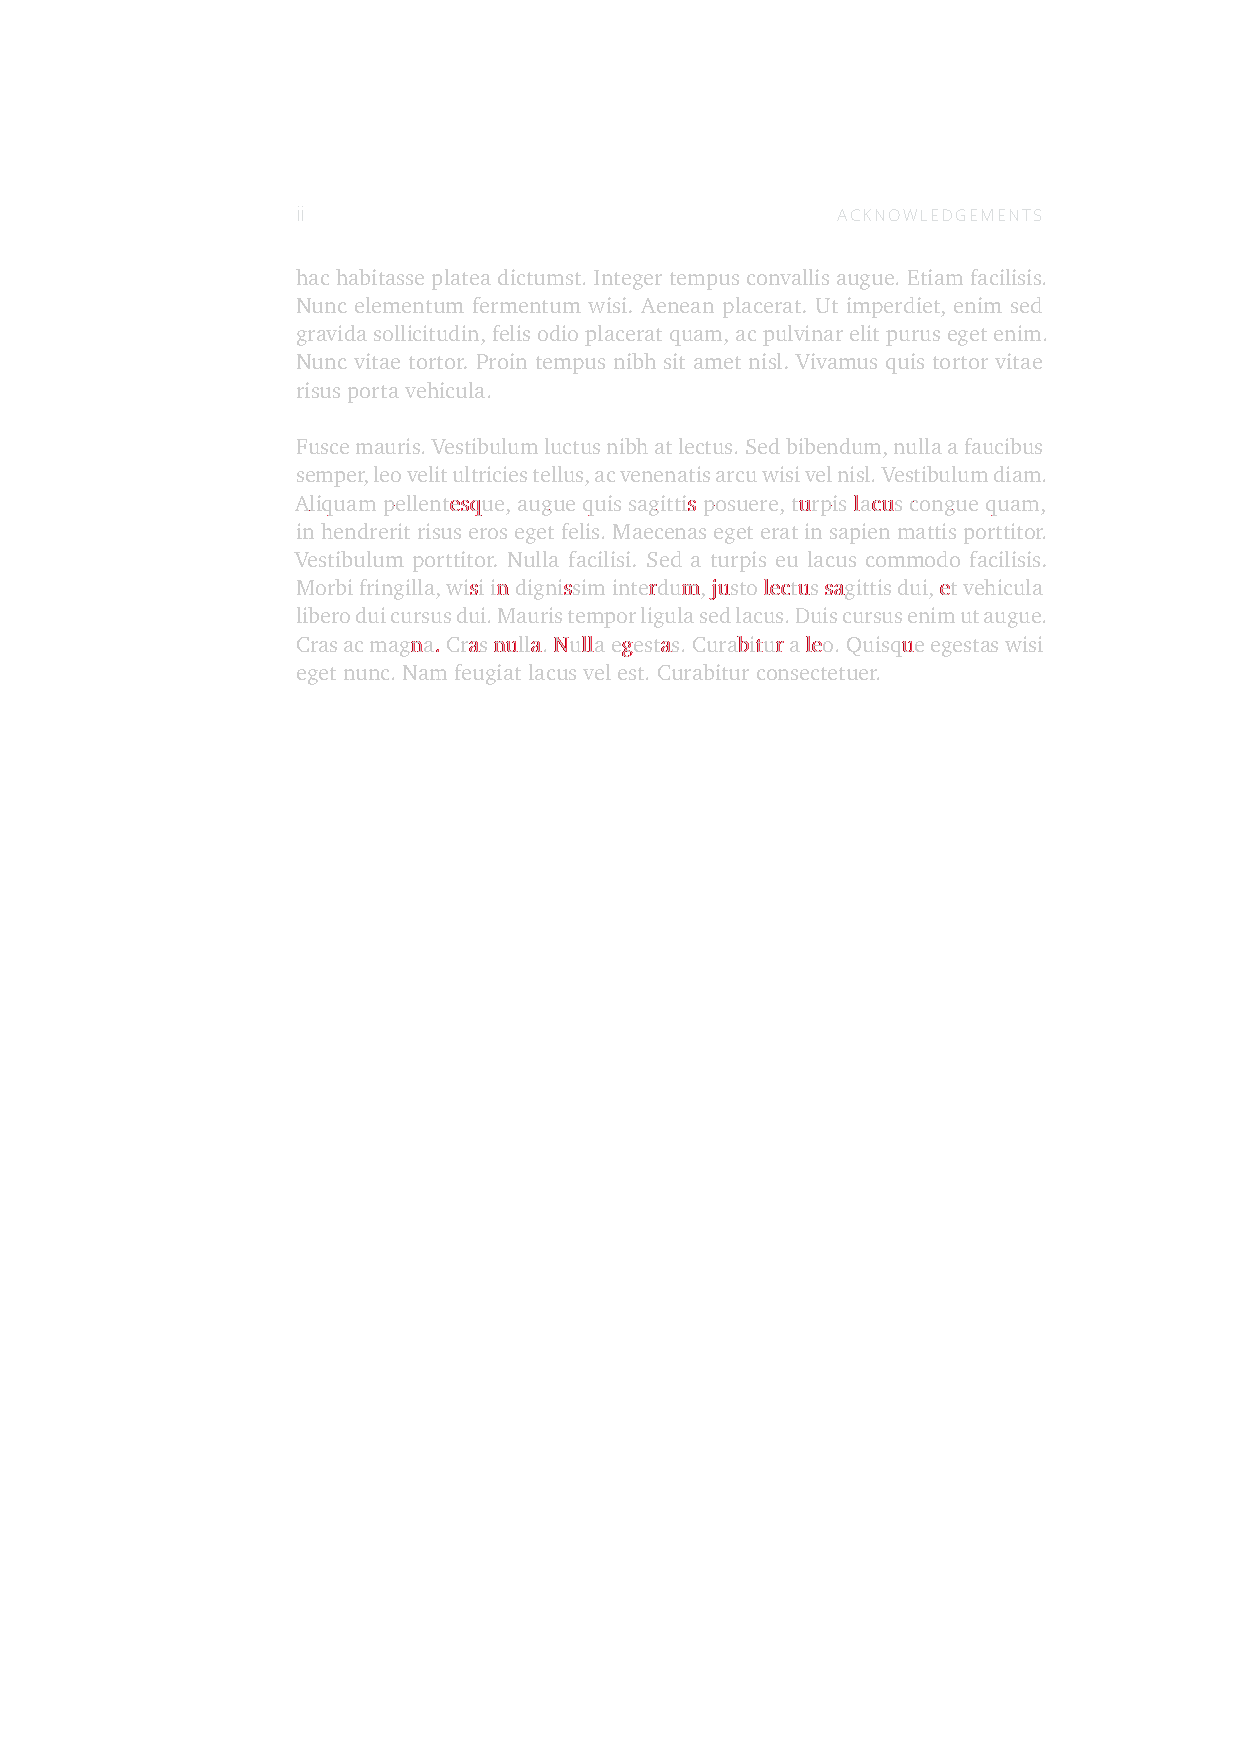 ii ACKNOWLEDGEMENTS
hac habitasse platea dictumst. Integer tempus convallis augue. Etiam facilisis.
Nunc elementum fermentum wisi. Aenean placerat. Ut imperdiet, enim sed
gravida sollicitudin, felis odio placerat quam, ac pulvinar elit purus eget enim.
Nunc vitae tortor. Proin tempus nibh sit amet nisl. Vivamus quis tortor vitae
risus porta vehicula.
Fusce mauris. Vestibulum luctus nibh at lectus. Sed bibendum, nulla a faucibus
semper, leo velit ultricies tellus, ac venenatis arcu wisi vel nisl. Vestibulum diam.
Aliquam pellentesque, augue quis sagittis posuere, turpis lacus congue quam,
in hendrerit risus eros eget felis. Maecenas eget erat in sapien mattis porttitor.
Vestibulum porttitor. Nulla facilisi. Sed a turpis eu lacus commodo facilisis.
Morbi fringilla, wisi in dignissim interdum, justo lectus sagittis dui, et vehicula
libero dui cursus dui. Mauris tempor ligula sed lacus. Duis cursus enim ut augue.
Cras ac magna. Cras nulla. Nulla egestas. Curabitur a leo. Quisque egestas wisi
eget nunc. Nam feugiat lacus vel est. Curabitur consectetuer.